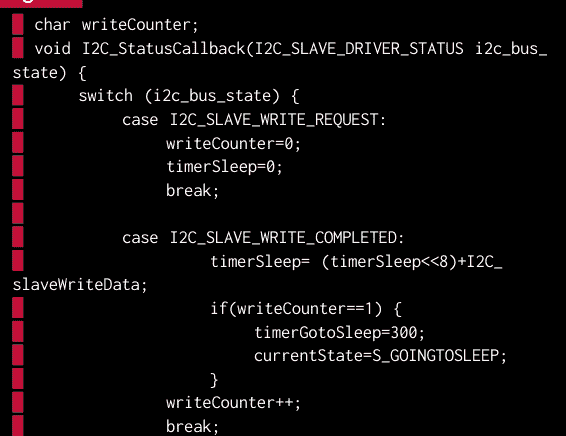 char writeCounter;
void I2C_StatusCallback(I2C_SLAVE_DRIVER_STATUS i2c_bus_
state) {
switch (i2c_bus_state) {
case I2C_SLAVE_WRITE_REQUEST:
writeCounter=0;
timerSleep=0;
break;
case I2C_SLAVE_WRITE_COMPLETED:
timerSleep= (timerSleep<<8)+I2C_
slaveWriteData;
if(writeCounter==1) {
timerGotoSleep=300;
currentState=S_GOINGTOSLEEP;
}
writeCounter++;
break;